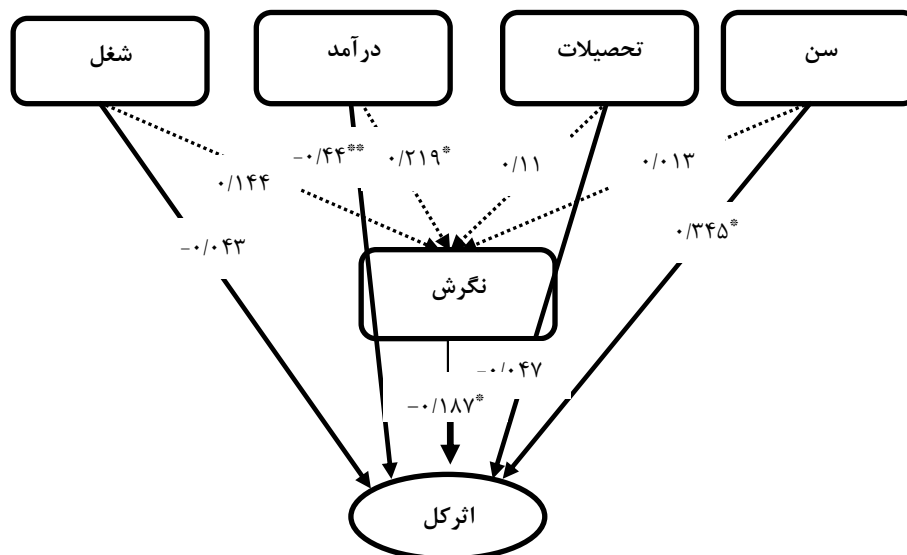 سن
تحصیلات
درآمد
شغل
۰/۰۱۳
۰/۱۱
۰/۲۱۹*
-۰/۴۴**
۰/۱۴۴
۰/۳۴۵*
-۰/۰۴۳
نگرش
-۰/۰۴۷
-۰/۱۸۷*
اثرکل